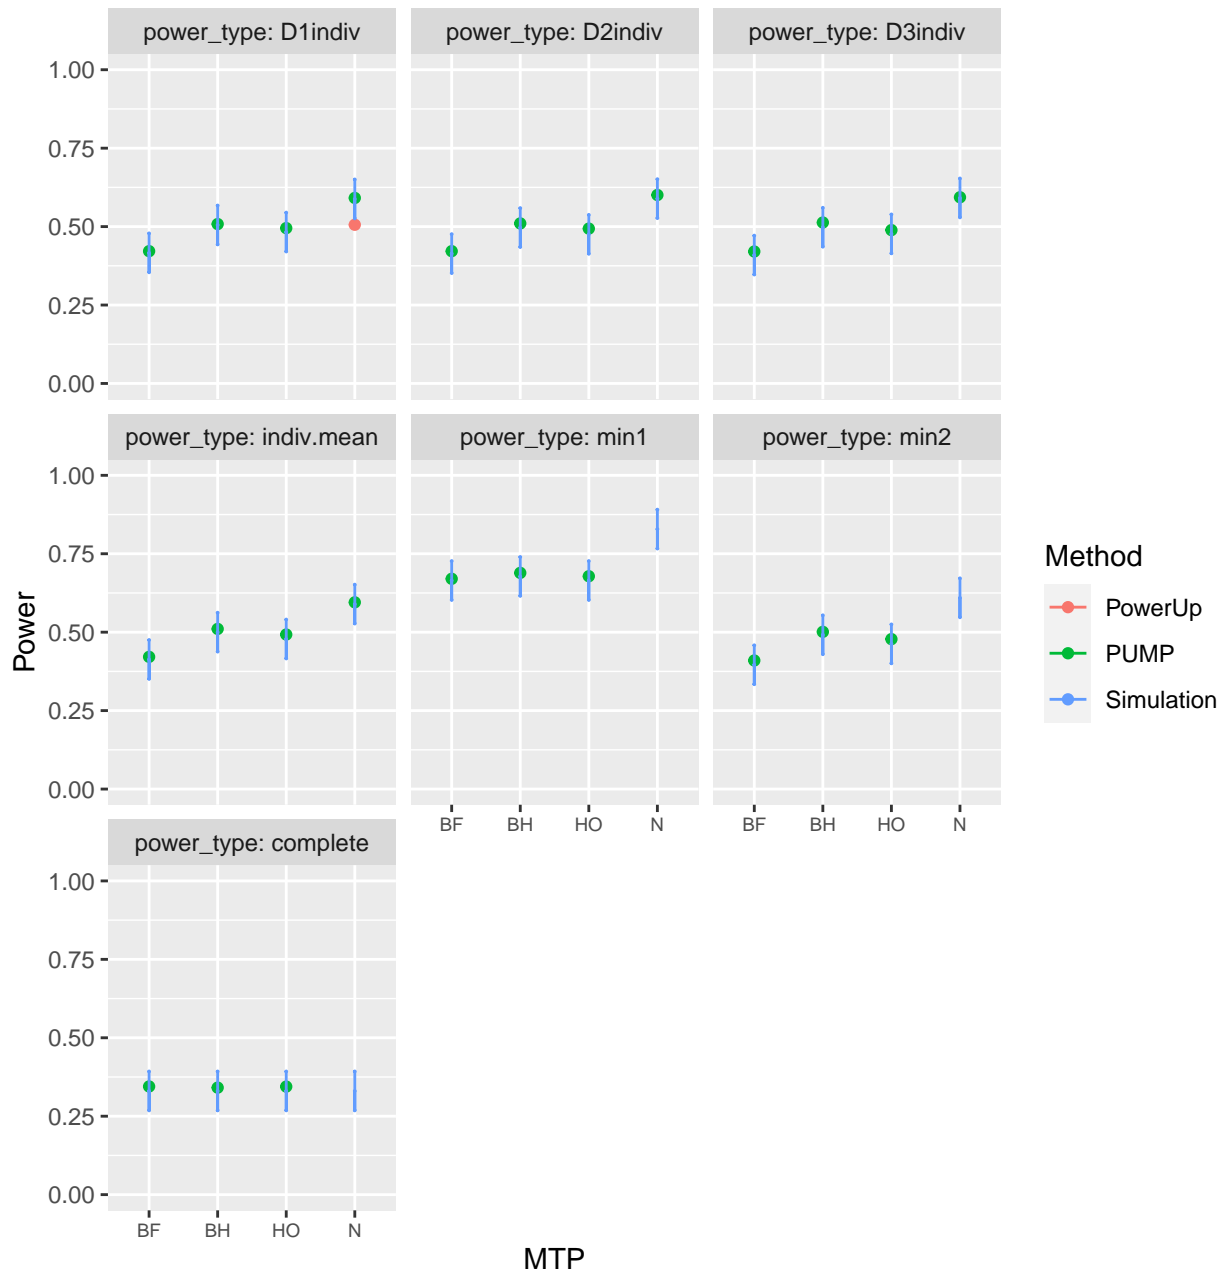 power_type: D1indiv
power_type: D2indiv
power_type: D3indiv
1.00
0.75
0.50
0.25
0.00
power_type: indiv.mean
power_type: min1
power_type: min2
1.00
0.75
0.50
0.25
0.00
BF BH HO N
BF BH HO N
power_type: complete
1.00
0.75
0.50
0.25
0.00
BF BH HO N
MTP
Power
Method
PowerUp
PUMP
Simulation